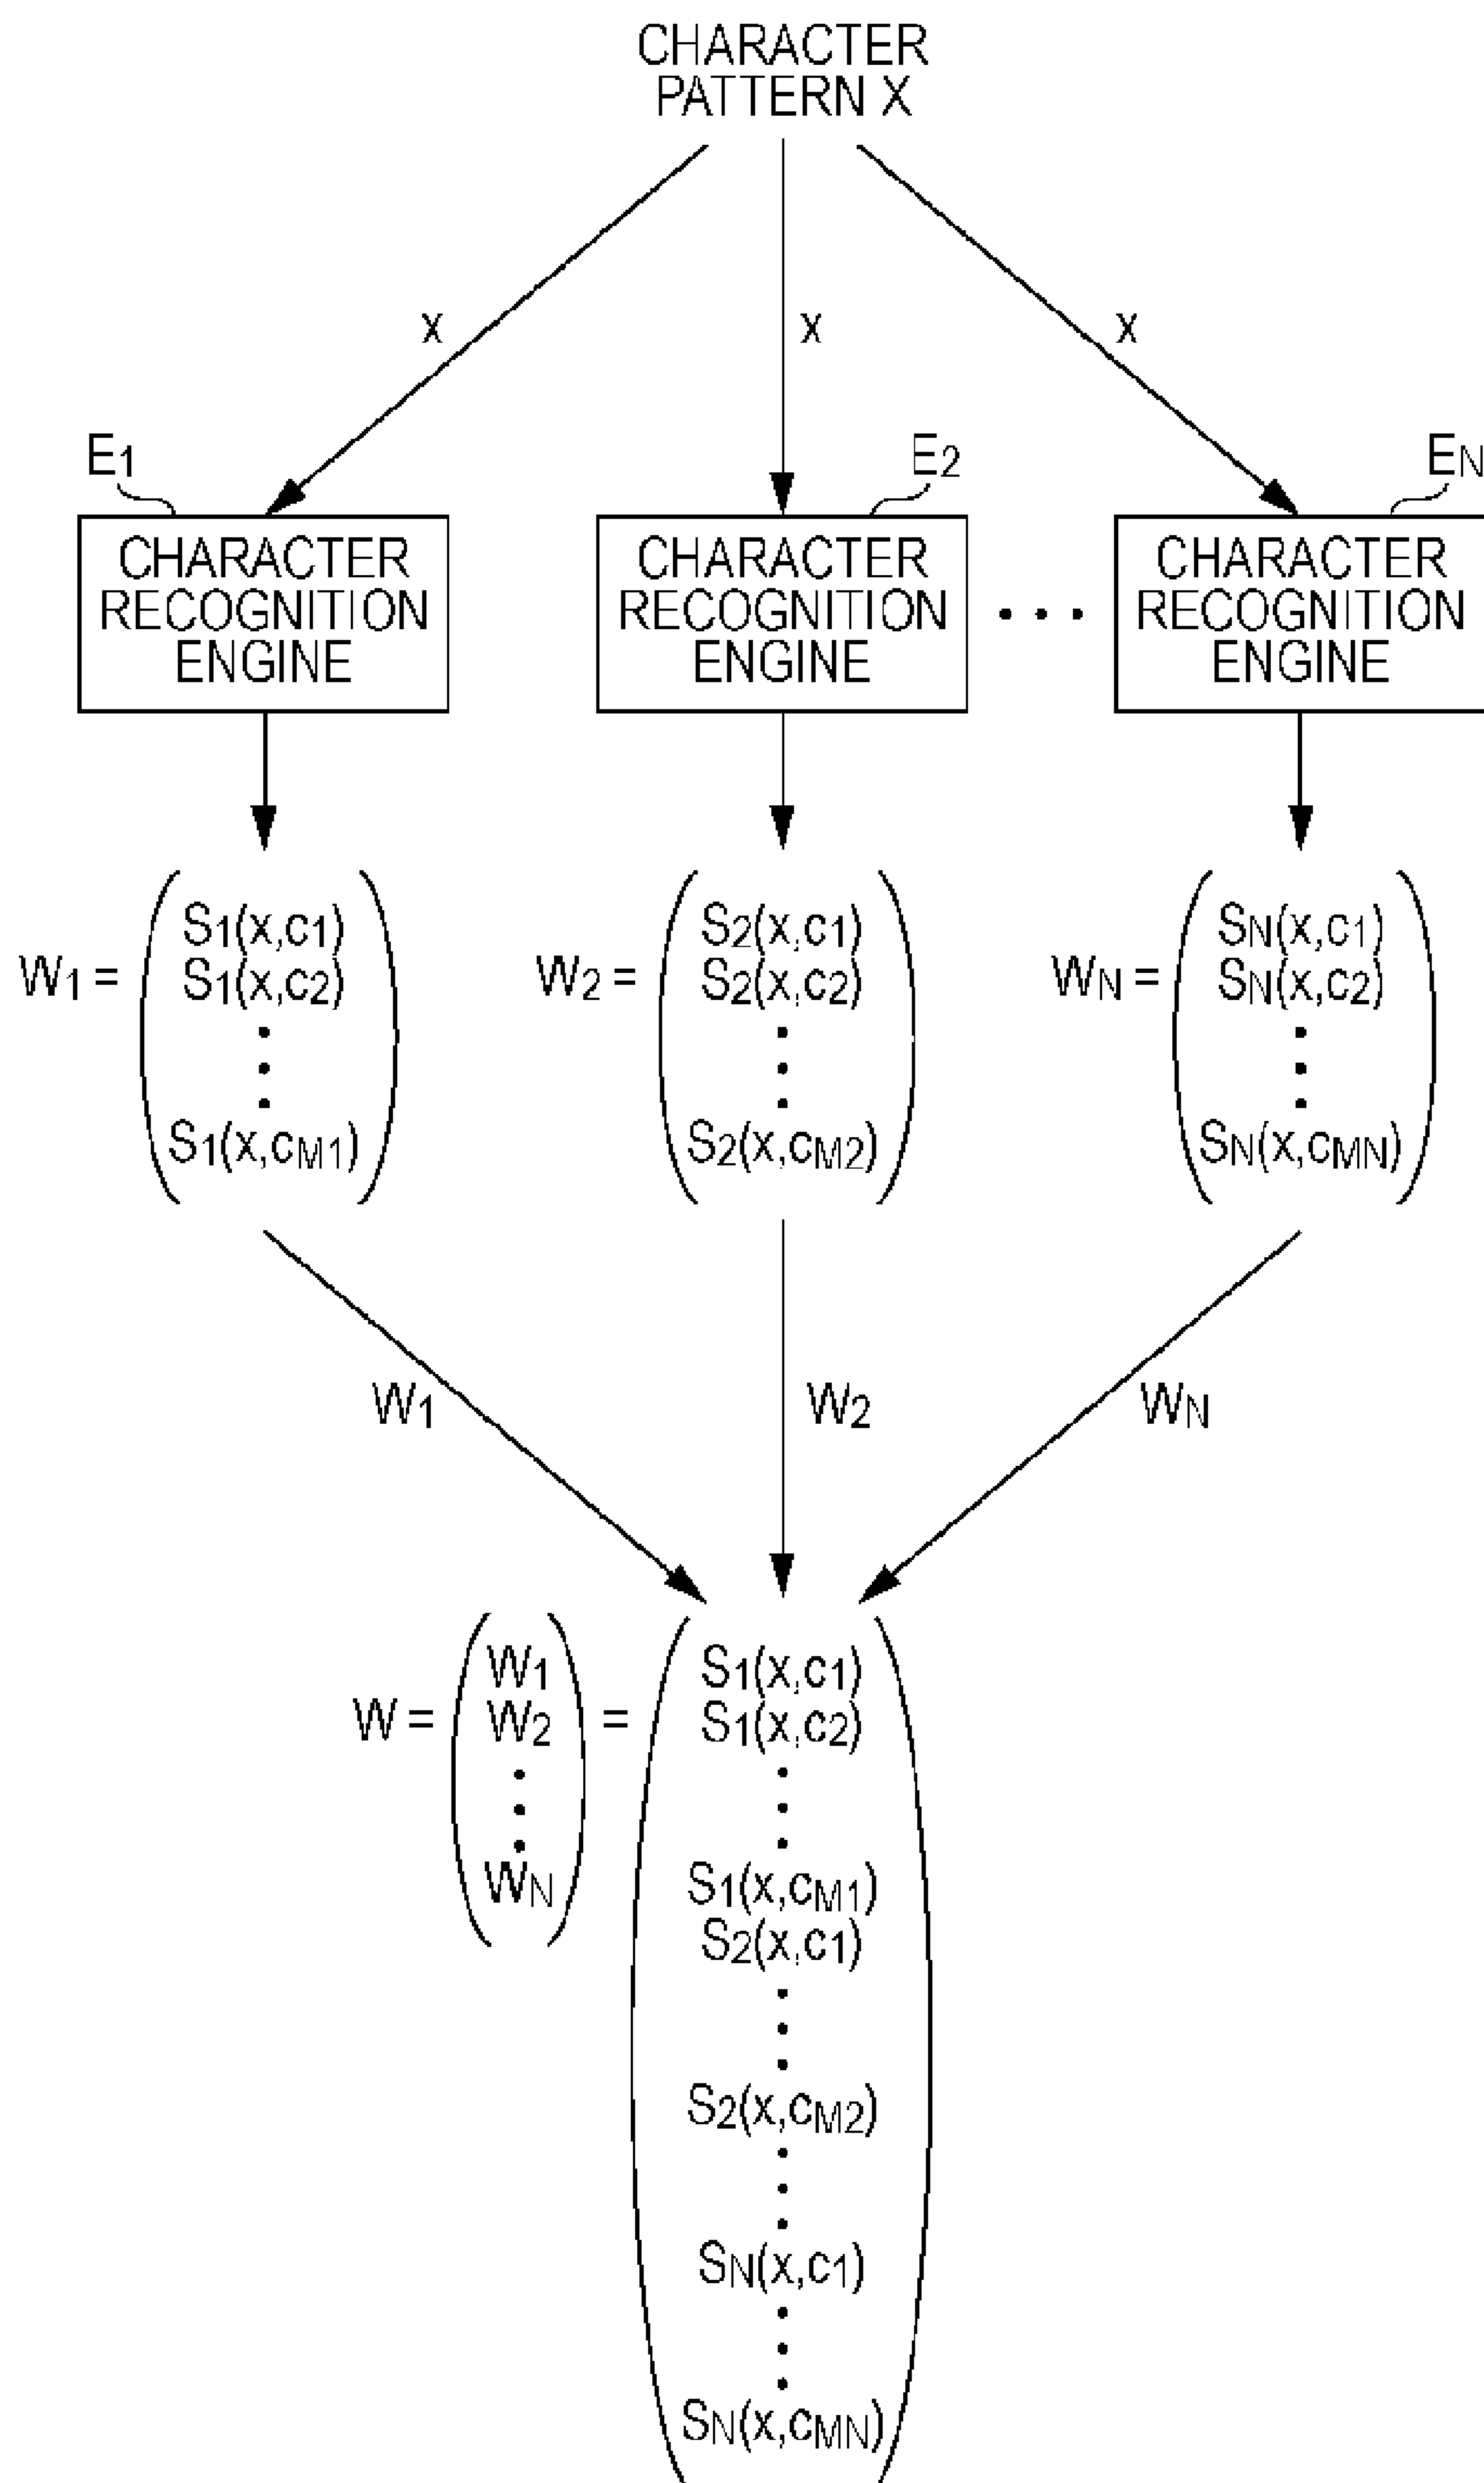 CHARACTER
PATTERN X
x x x
E1 E2 EN
CHARACTER
RECOGNITION
ENGINE
CHARACTER
RECOGNITION
ENGINE
• • •
CHARACTER
RECOGNITION
ENGINE
W1 =
S1(x,c1)
S1(x,c2)
S1(x,cM1)
W2 =
S2(x,c1)
S2(x,c2)
S2(x,cM2)
WN =
SN(x,c1)
SN(x,c2)
SN(x,cMN)
W1 W2 WN
W =
W1
W2
WN
=
S1(x,c1)
S1(x,c2)
S1(x,cM1)
S2(x,c1)
S2(x,cM2)
SN(x,c1)
SN(x,cMN)